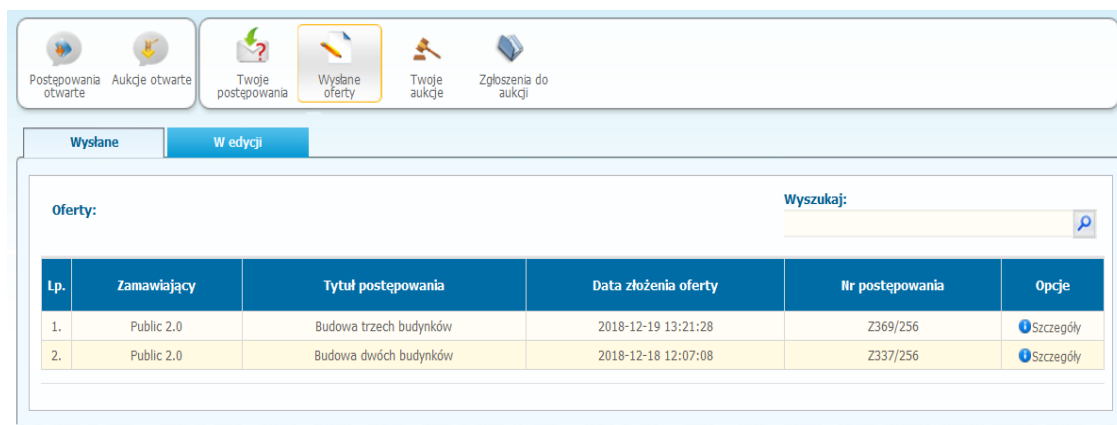 Postępowania otwarte
Aukcje otwarte
Twoje postępowania
Wysłane oferty
Twoje aukcje
Zgłoszenia do aukcji
Wysłane
W edycji
Oferty:
Wyszukaj:
Lp. Zamawiający Tytuł postępowania Data złożenia oferty Nr postępowania Opcje
1. Public 2.0 Budowa trzech budynków 2018-12-19 13:21:28 Z369/256 Szczegóły
2. Public 2.0 Budowa dwóch budynków 2018-12-18 12:07:08 Z337/256 Szczegóły